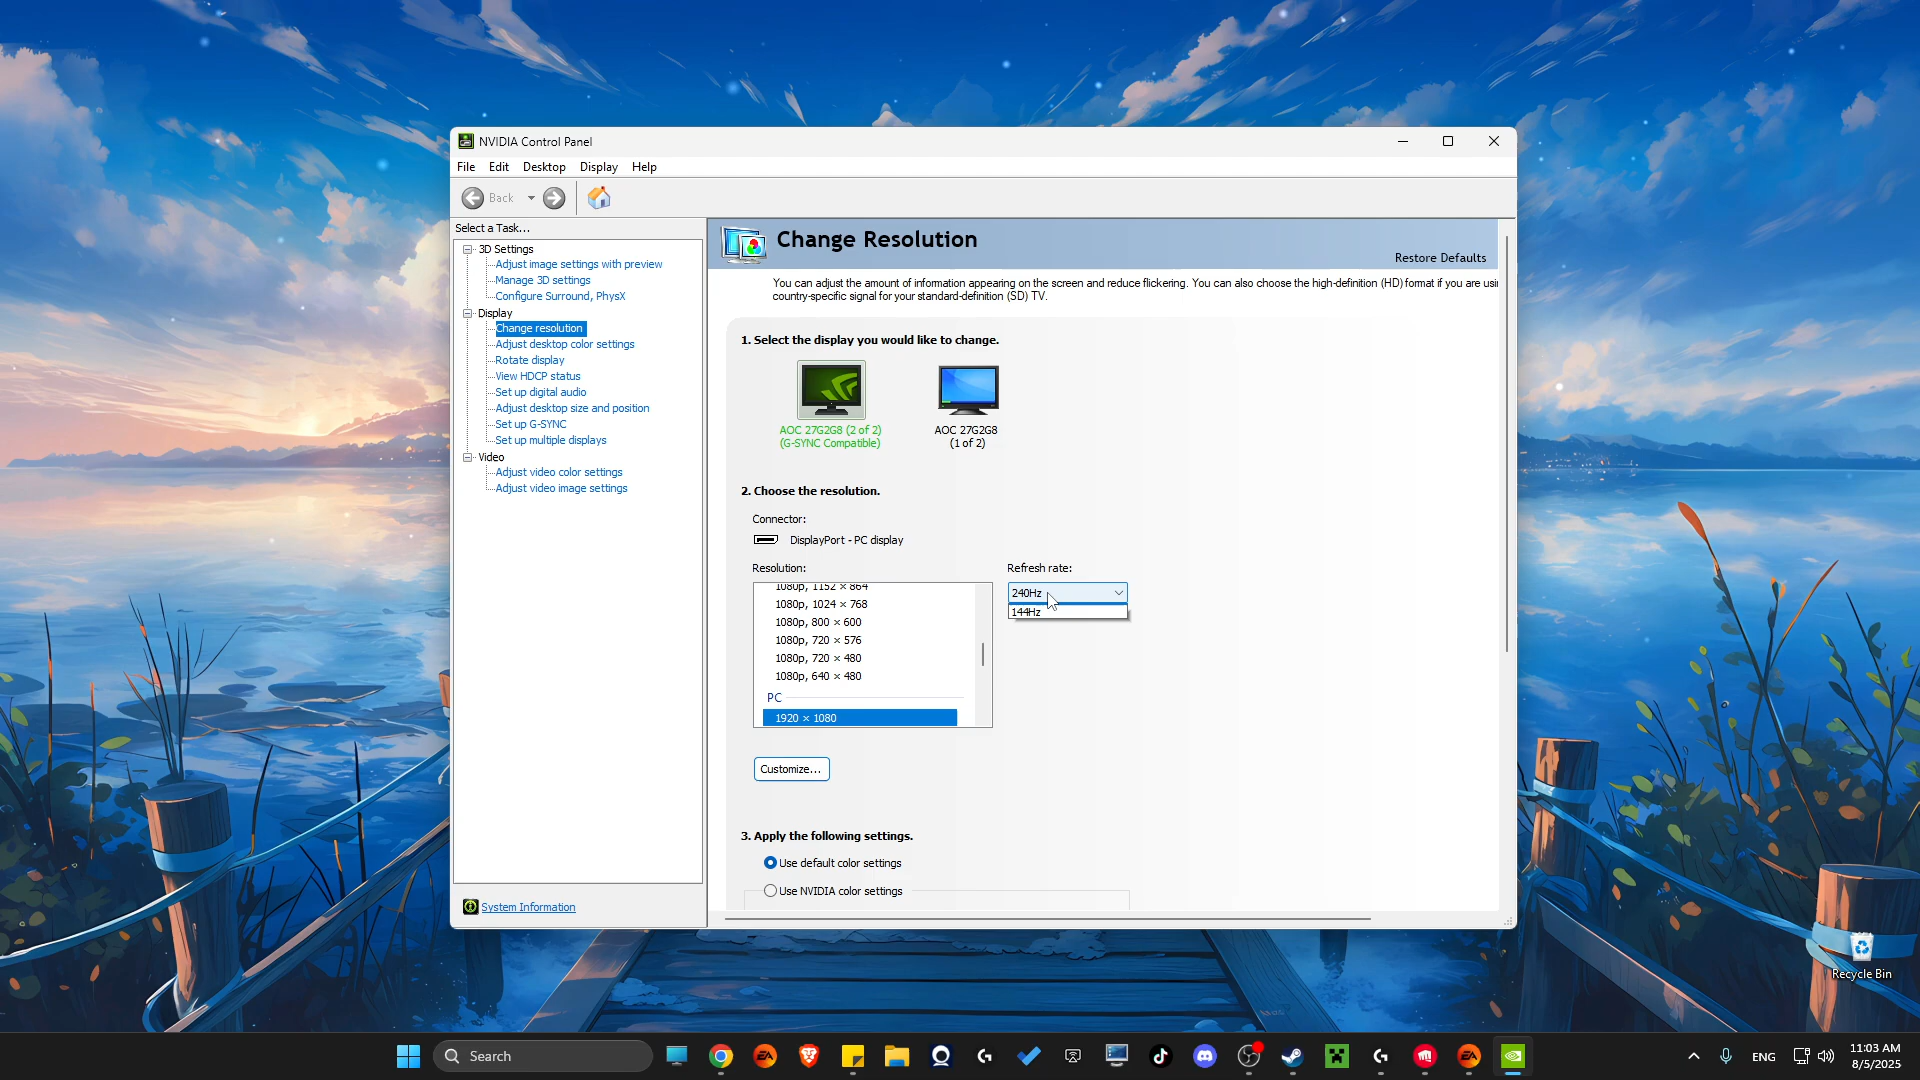 NVIDIA Control Panel
File Edit Desktop Display Help
Back
Select a Task...
3D Settings
Adjust image settings with preview
Manage 3D settings
Configure Surround, PhysX
Display
Change resolution
Adjust desktop color settings
Rotate display
View HDCP status
Set up digital audio
Adjust desktop size and position
Set up G-SYNC
Set up multiple displays
Video
Adjust video color settings
Adjust video image settings
System Information
Change Resolution
Restore Defaults
You can adjust the amount of information appearing on the screen and reduce flickering. You can also choose the high-definition (HD) format if you are
country-specific signal for your standard-definition (SD) TV.
1. Select the display you would like to change.
AOC 27G2G8 (2 of 2)
(G-SYNC Compatible)
AOC 27G2G8
(1 of 2)
2. Choose the resolution.
Connector:
DisplayPort - PC display
Resolution:
1080p, 1152 × 864
1080p, 1024 × 768
1080p, 800 × 600
1080p, 720 × 576
1080p, 720 × 480
1080p, 640 × 480
PC
1920 × 1080
Refresh rate:
240Hz
144Hz
Customize...
3. Apply the following settings.
Use default color settings
Use NVIDIA color settings
Recycle Bin
Search
ENG
11:03 AM
8/5/2025